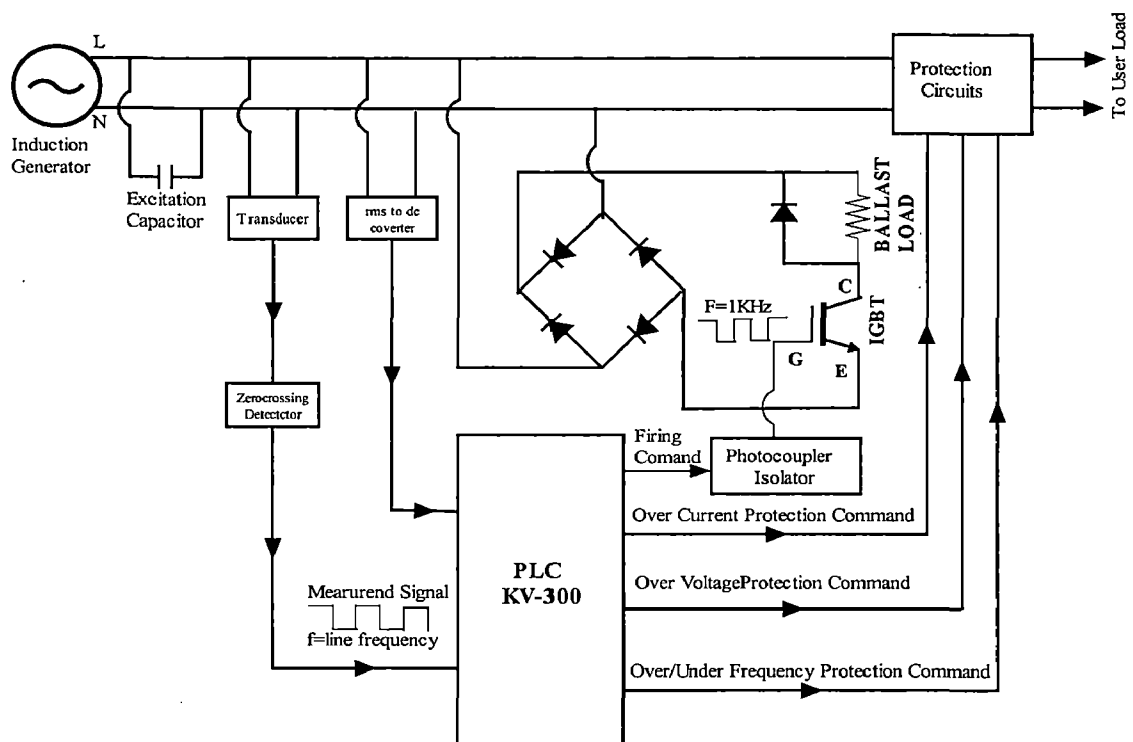 L
N
Induction
Generator
Excitation
Capacitor
Transducer
rms to dc
coverter
Protection
Circuits
To User Load
BALLAST
LOAD
F=1KHz
C
IGBT
G
E
Zerocrossing
Detectctor
Firing
Comand
Photocoupler
Isolator
Over Current Protection Command
PLC
KV-300
Over VoltageProtection Command
Mearurend Signal
f=line frequency
Over/Under Frequency Protection Command